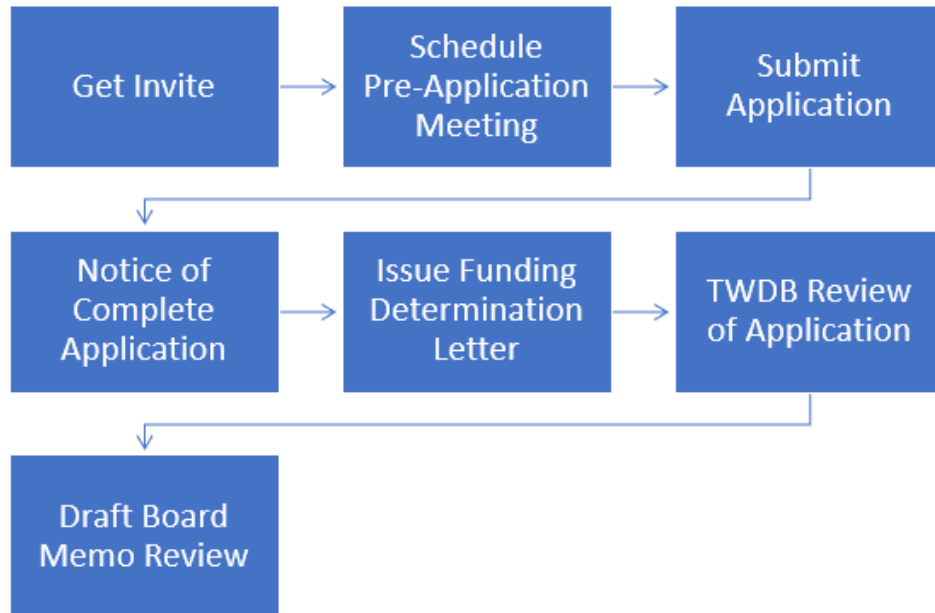 Get Invite
Schedule
Pre-Application
Meeting
Submit
Application
Notice of
Complete
Application
Issue Funding
Determination
Letter
TWDB Review
of Application
Draft Board
Memo Review